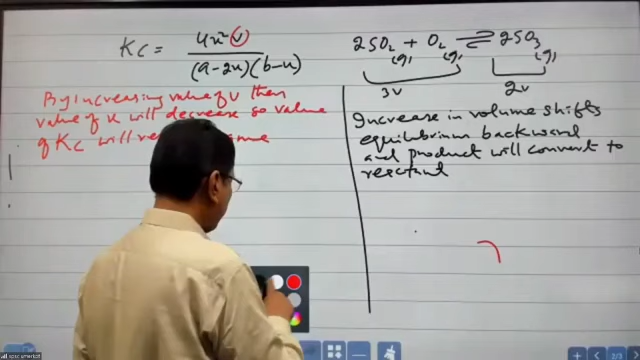 KC = 4x² v / (a-2x)(b-x)
By Increasing value of v then
value of x will decrease so value
of KC will
2SO2(g) + O2(g) ⇌ 2SO3(g)
3v 2v
Increase in volume shifts
equilibrium backward
and product will convert to
reactant